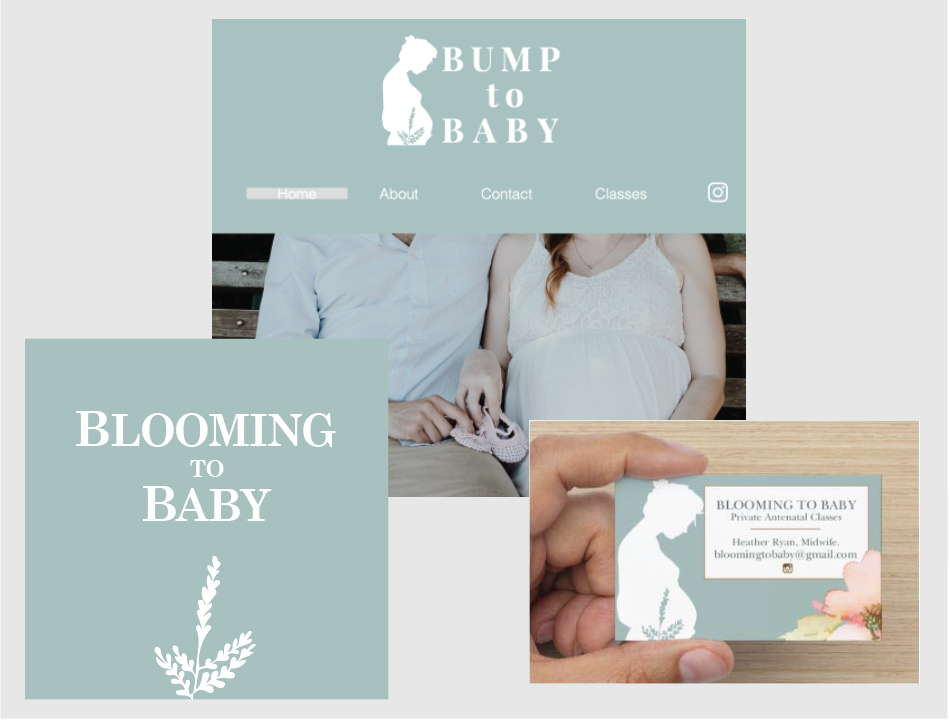 BUMP
to
BABY
Home About Contact Classes
BLOOMING
TO
BABY
BLOOMING TO BABY
Private Antenatal Classes
Heather Ryan, Midwife.
bloomingtobaby@gmail.com